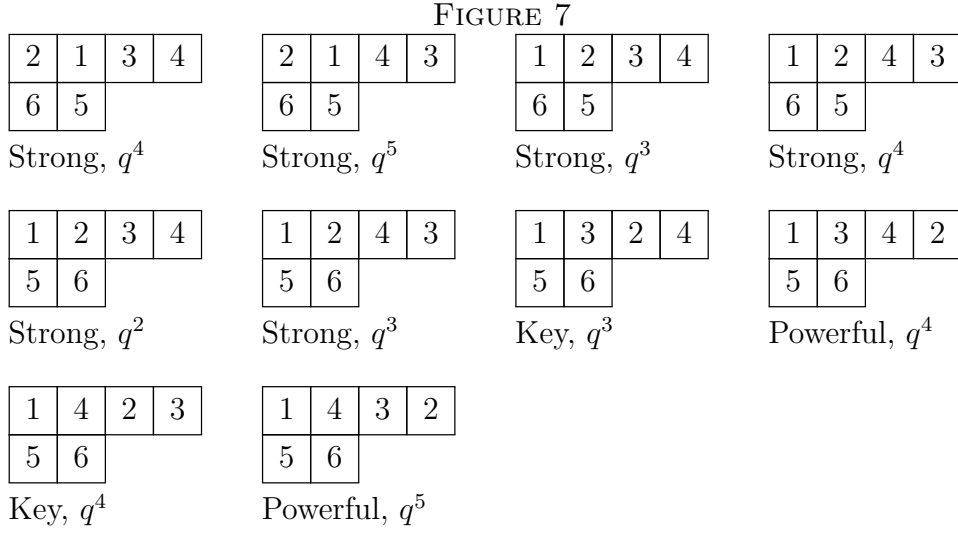 FIGURE 7
2 1 3 4 2 1 4 3 1 2 3 4 1 2 4 3
6 5 6 5 6 5 6 5
Strong, q^4 Strong, q^5 Strong, q^3 Strong, q^4
1 2 3 4 1 2 4 3 1 3 2 4 1 3 4 2
5 6 5 6 5 6 5 6
Strong, q^2 Strong, q^3 Key, q^3 Powerful, q^4
1 4 2 3 1 4 3 2
5 6 5 6
Key, q^4 Powerful, q^5